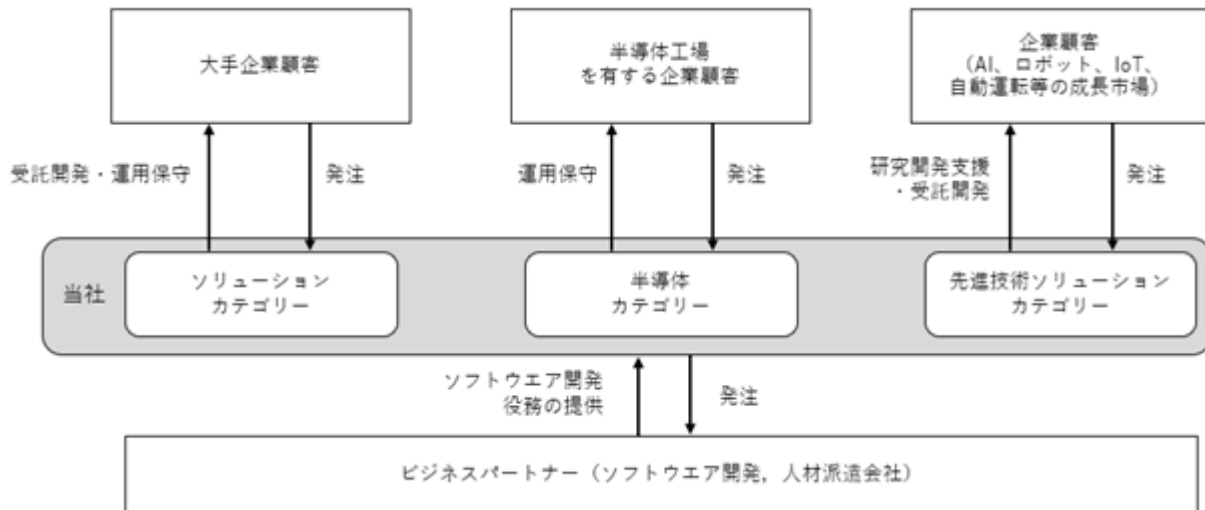 大手企業顧客
半導体工場
を有する企業顧客
企業顧客
(AI、ロボット、IoT、
自動運転等の成長市場)
受託開発・運用保守
発注
運用保守
発注
研究開発支援
・受託開発
発注
当社
ソリューション
カテゴリー
半導体
カテゴリー
先進技術ソリューション
カテゴリー
ソフトウエア開発
役務の提供
発注
ビジネスパートナー（ソフトウエア開発，人材派遣会社）